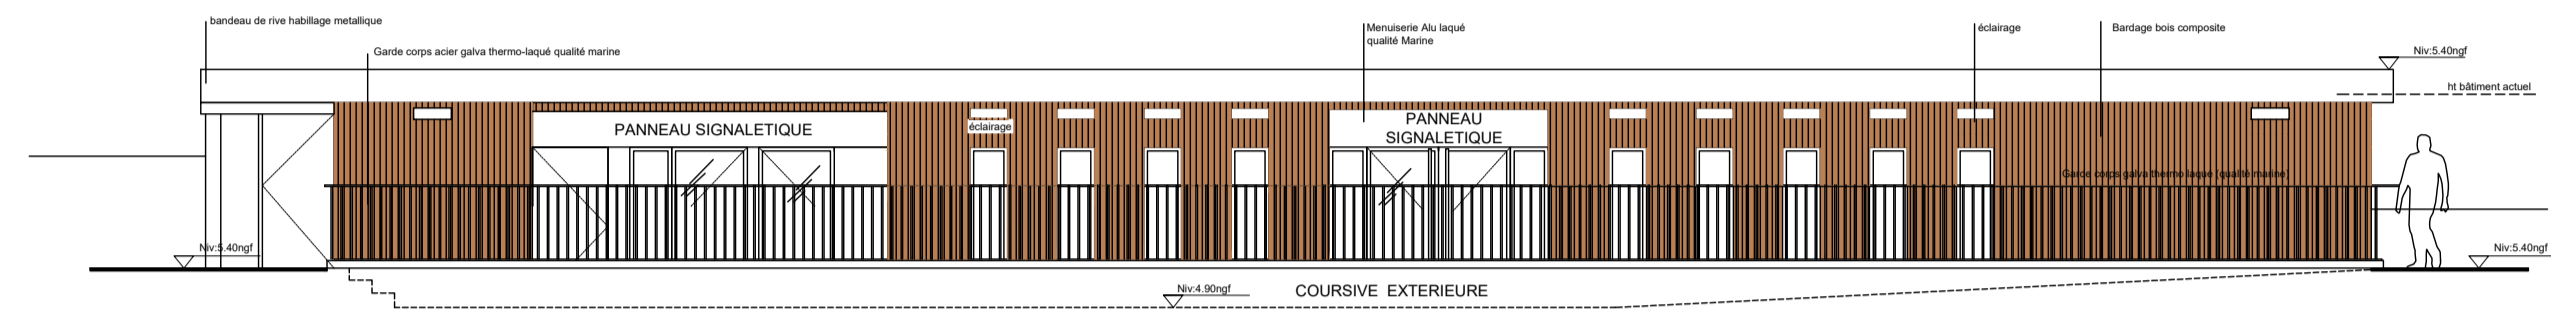 bandeau de rive habillage metallique
Garde corps acier galva thermo-laqué qualité marine
Menuiserie Alu laqué
qualité Marine
éclairage
Bardage bois composite
Niv:5.40ngf
ht bâtiment actuel
PANNEAU SIGNALETIQUE
éclairage
PANNEAU
SIGNALETIQUE
Garde corps galva thermo laqué (qualité marine)
Niv:5.40ngf
Niv:5.40ngf
Niv:4.90ngf
COURSIVE EXTERIEURE